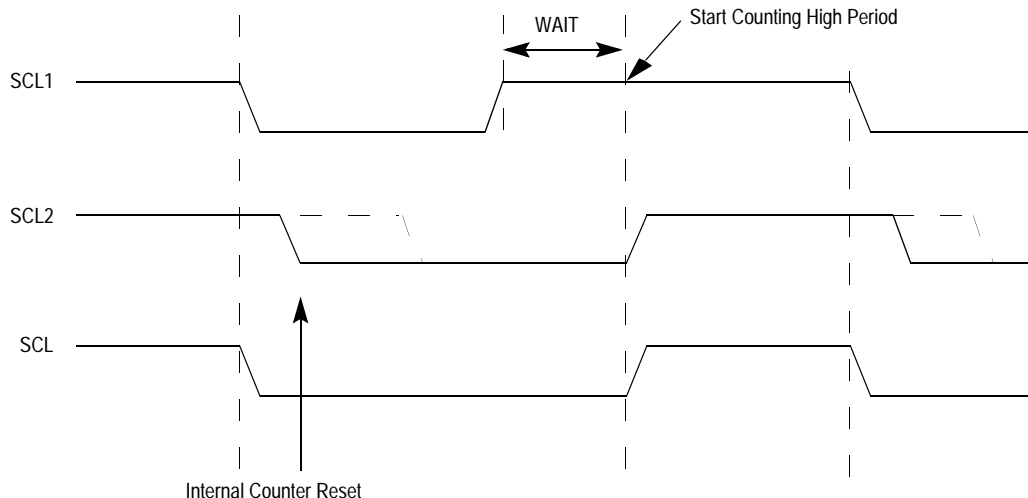 Start Counting High Period
WAIT
SCL1
SCL2
SCL
Internal Counter Reset